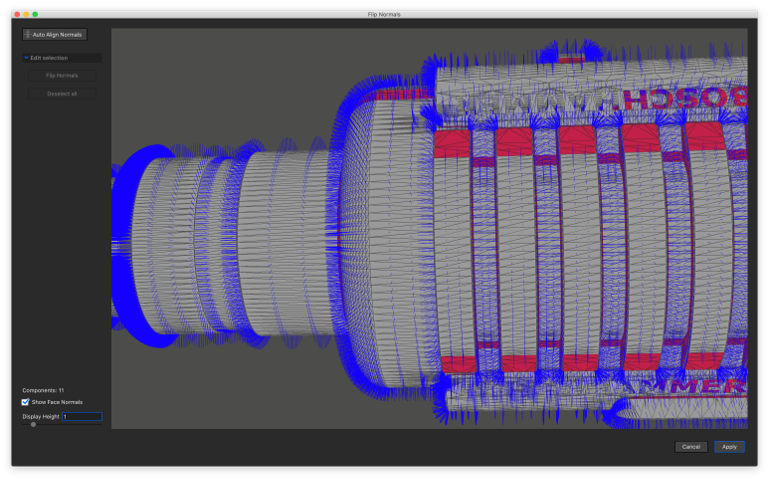 Flip Normals
Auto Align Normals
Edit selection
Flip Normals
Deselect all
BOSCH
HAMMER
Components: 11
Show Face Normals
Display Height 1
Cancel
Apply